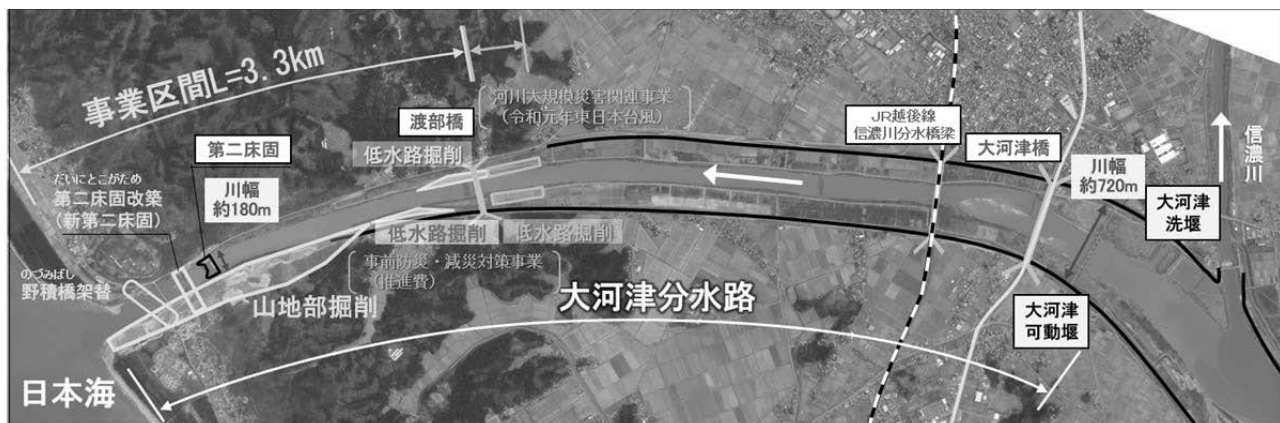 事業区間L=3.3km
河川大規模災害関連事業
(令和元年東日本台風)
渡部橋
低水路掘削
第二床固
川幅
約180m
だいにとこがため
第二床固改築
(新第二床固)
のづみばし
野積橋架替
山地部掘削
低水路掘削
低水路掘削
事前防災・減災対策事業
(推進費)
大河津分水路
JR越後線
信濃川分水橋梁
大河津橋
川幅
約720m
大河津
洗堰
信濃川
大河津
可動堰
日本海